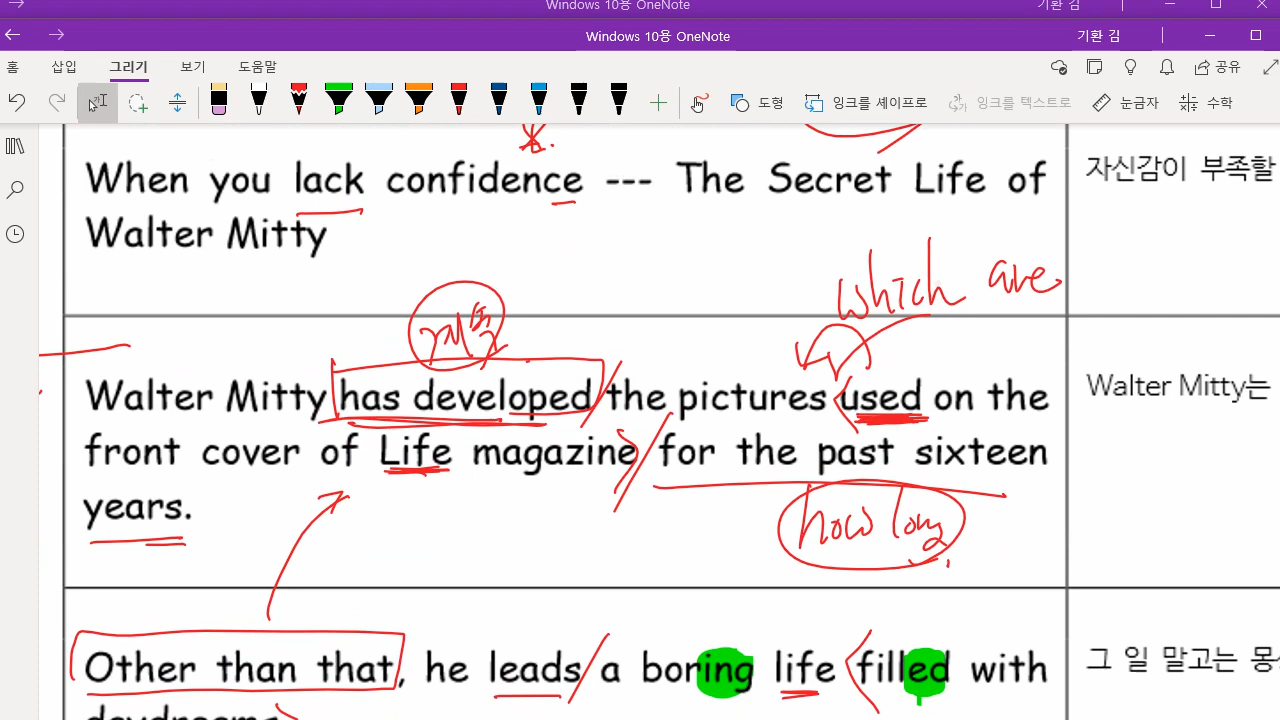 Windows 10용 OneNote
기환 김
Windows 10용 OneNote
기환 김
홈 삽입 그리기 보기 도움말
공유
도형 잉크를 셰이프로 잉크를 텍스트로 눈금자 수학
When you lack confidence --- The Secret Life of
Walter Mitty
자신감이 부족할
which are
계속
Walter Mitty has developed the pictures used on the
front cover of Life magazine for the past sixteen
years.
Walter Mitty는
how long
Other than that, he leads a boring life filled with
daydreams
그 일 말고는